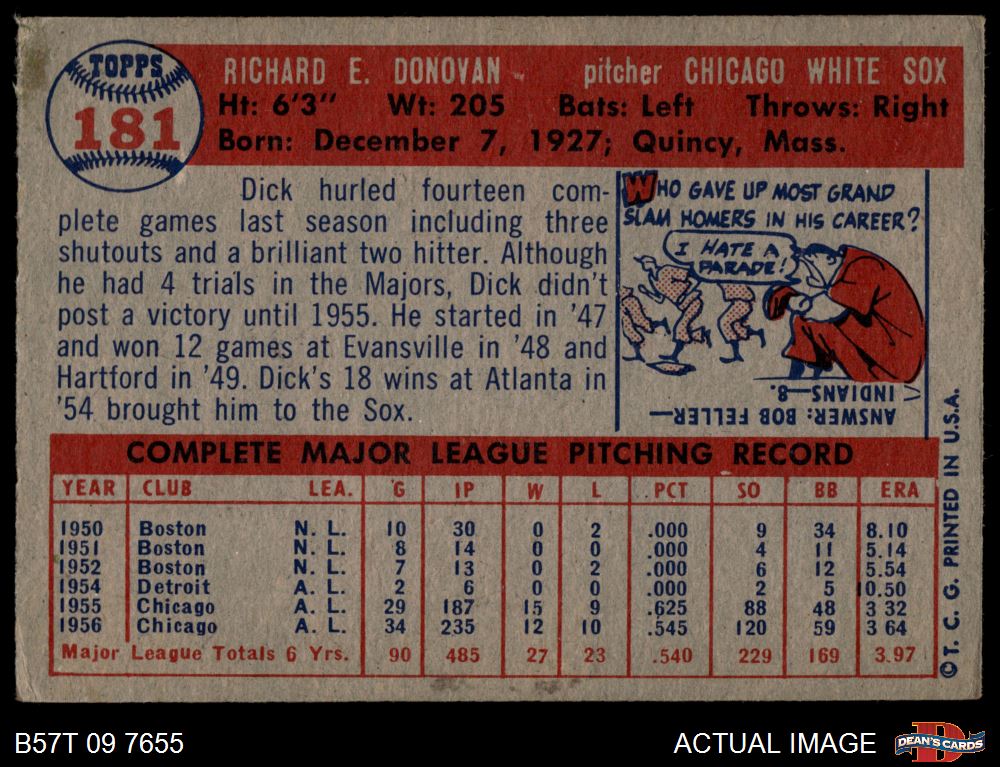 TOPPS
181
RICHARD E. DONOVAN - pitcher CHICAGO WHITE SOX
Ht: 6'3" Wt: 205 Bats: Left Throws: Right
Born: December 7, 1927; Quincy, Mass.
Dick hurled fourteen com-
plete games last season including three
shutouts and a brilliant two hitter. Although
he had 4 trials in the Majors, Dick didn't
post a victory until 1955. He started in '47
and won 12 games at Evansville in '48 and
Hartford in '49. Dick's 18 wins at Atlanta in
'54 brought him to the Sox.
WHO GAVE UP MOST GRAND
SLAM HOMERS IN HIS CAREER?
I HATE A
PARADE!
ANSWER: BOB FELLER—
INDIANS—8.
COMPLETE MAJOR LEAGUE PITCHING RECORD
YEAR CLUB LEA. G IP W L .PCT SO BB ERA
1950 Boston N. L. 10 30 0 2 .000 9 34 8.10
1951 Boston N. L. 8 14 0 0 .000 4 11 5.14
1952 Boston N. L. 7 13 0 2 .000 6 12 5.54
1954 Detroit A. L. 2 6 0 0 .000 2 5 10.50
1955 Chicago A. L. 29 187 15 9 .625 88 48 3 32
1956 Chicago A. L. 34 235 12 10 .545 120 59 3 64
Major League Totals 6 Yrs. 90 485 27 23 .540 229 169 3.97
©T. C. G. PRINTED IN U.S.A.
B57T 09 7655
ACTUAL IMAGE
D
DEAN'S CARDS